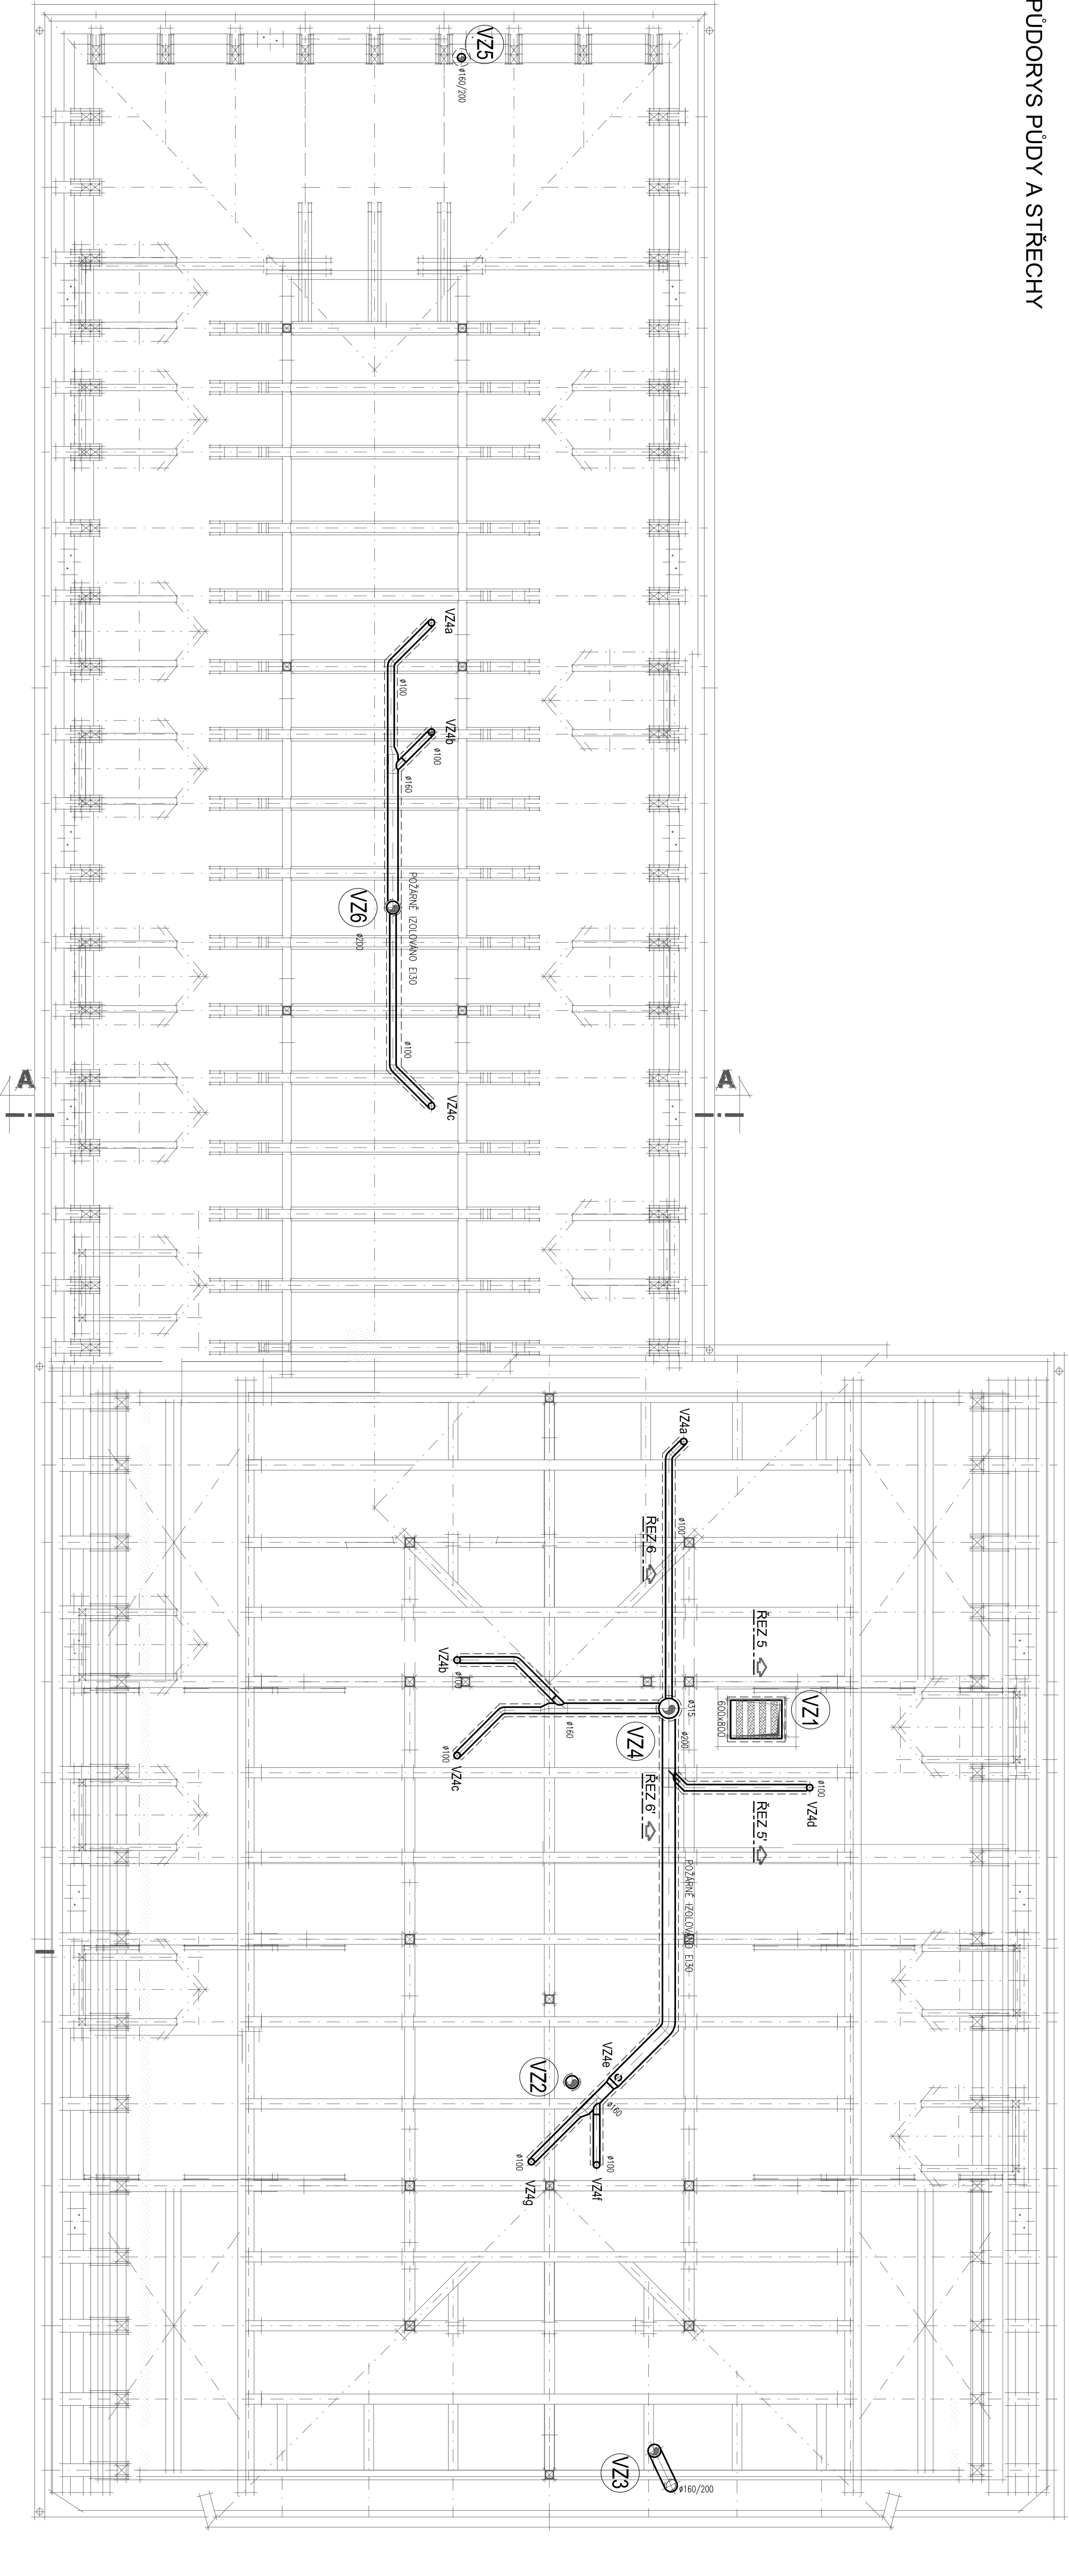 PŮDORYS PŮDY A STŘECHY
VZ5
ø160/200
VZ4a
ø100
VZ4b
ø100
ø160
POŽÁRNĚ IZOLOVÁNO EI30
VZ6
ø200
ø100
VZ4c
A
A
VZ4a
ø100
ŘEZ 6
ŘEZ 5
VZ4b
ø100
VZ1
600x800
ø315
ø160
VZ4
ø200
ø100
VZ4c
ø100
VZ4d
ŘEZ 6'
ŘEZ 5'
POŽÁRNĚ IZOLOVÁNO EI30
VZ4e
VZ2
ø160
ø100
VZ4f
ø100
VZ4g
VZ3
ø160/200